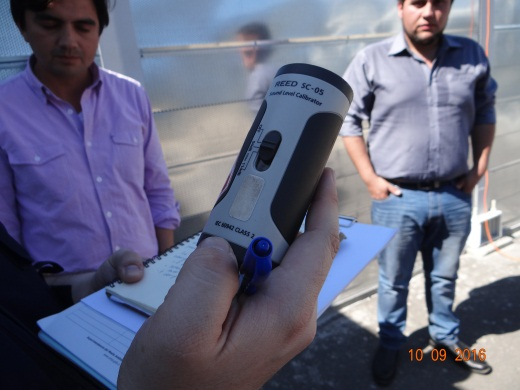 REED SC-05
Sound Level Calibrator
IEC 60942 CLASS 2
10 09 2016